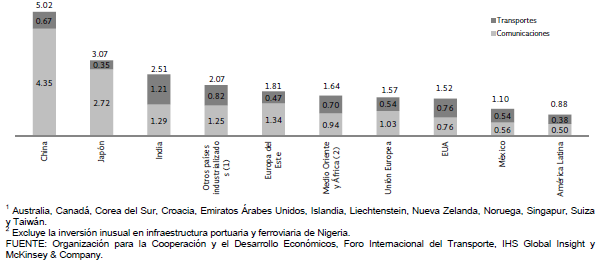 5.02
0.67
4.35
3.07
0.35
2.72
2.51
1.21
1.29
2.07
0.82
1.25
1.81
0.47
1.34
1.64
0.70
0.94
1.57
0.54
1.03
1.52
0.76
0.76
1.10
0.54
0.56
0.88
0.38
0.50
Transportes
Comunicaciones
China
Japón
India
Otros países
industrializado
s (1)
Europa del
Este
Medio Oriente
y África (2)
Unión Europea
EUA
México
América Latina
1 Australia, Canadá, Corea del Sur, Croacia, Emiratos Árabes Unidos, Islandia, Liechtenstein, Nueva Zelanda, Noruega, Singapur, Suiza
y Taiwán.
2 Excluye la inversión inusual en infraestructura portuaria y ferroviaria de Nigeria.
FUENTE: Organización para la Cooperación y el Desarrollo Económicos, Foro Internacional del Transporte, IHS Global Insight y
McKinsey & Company.